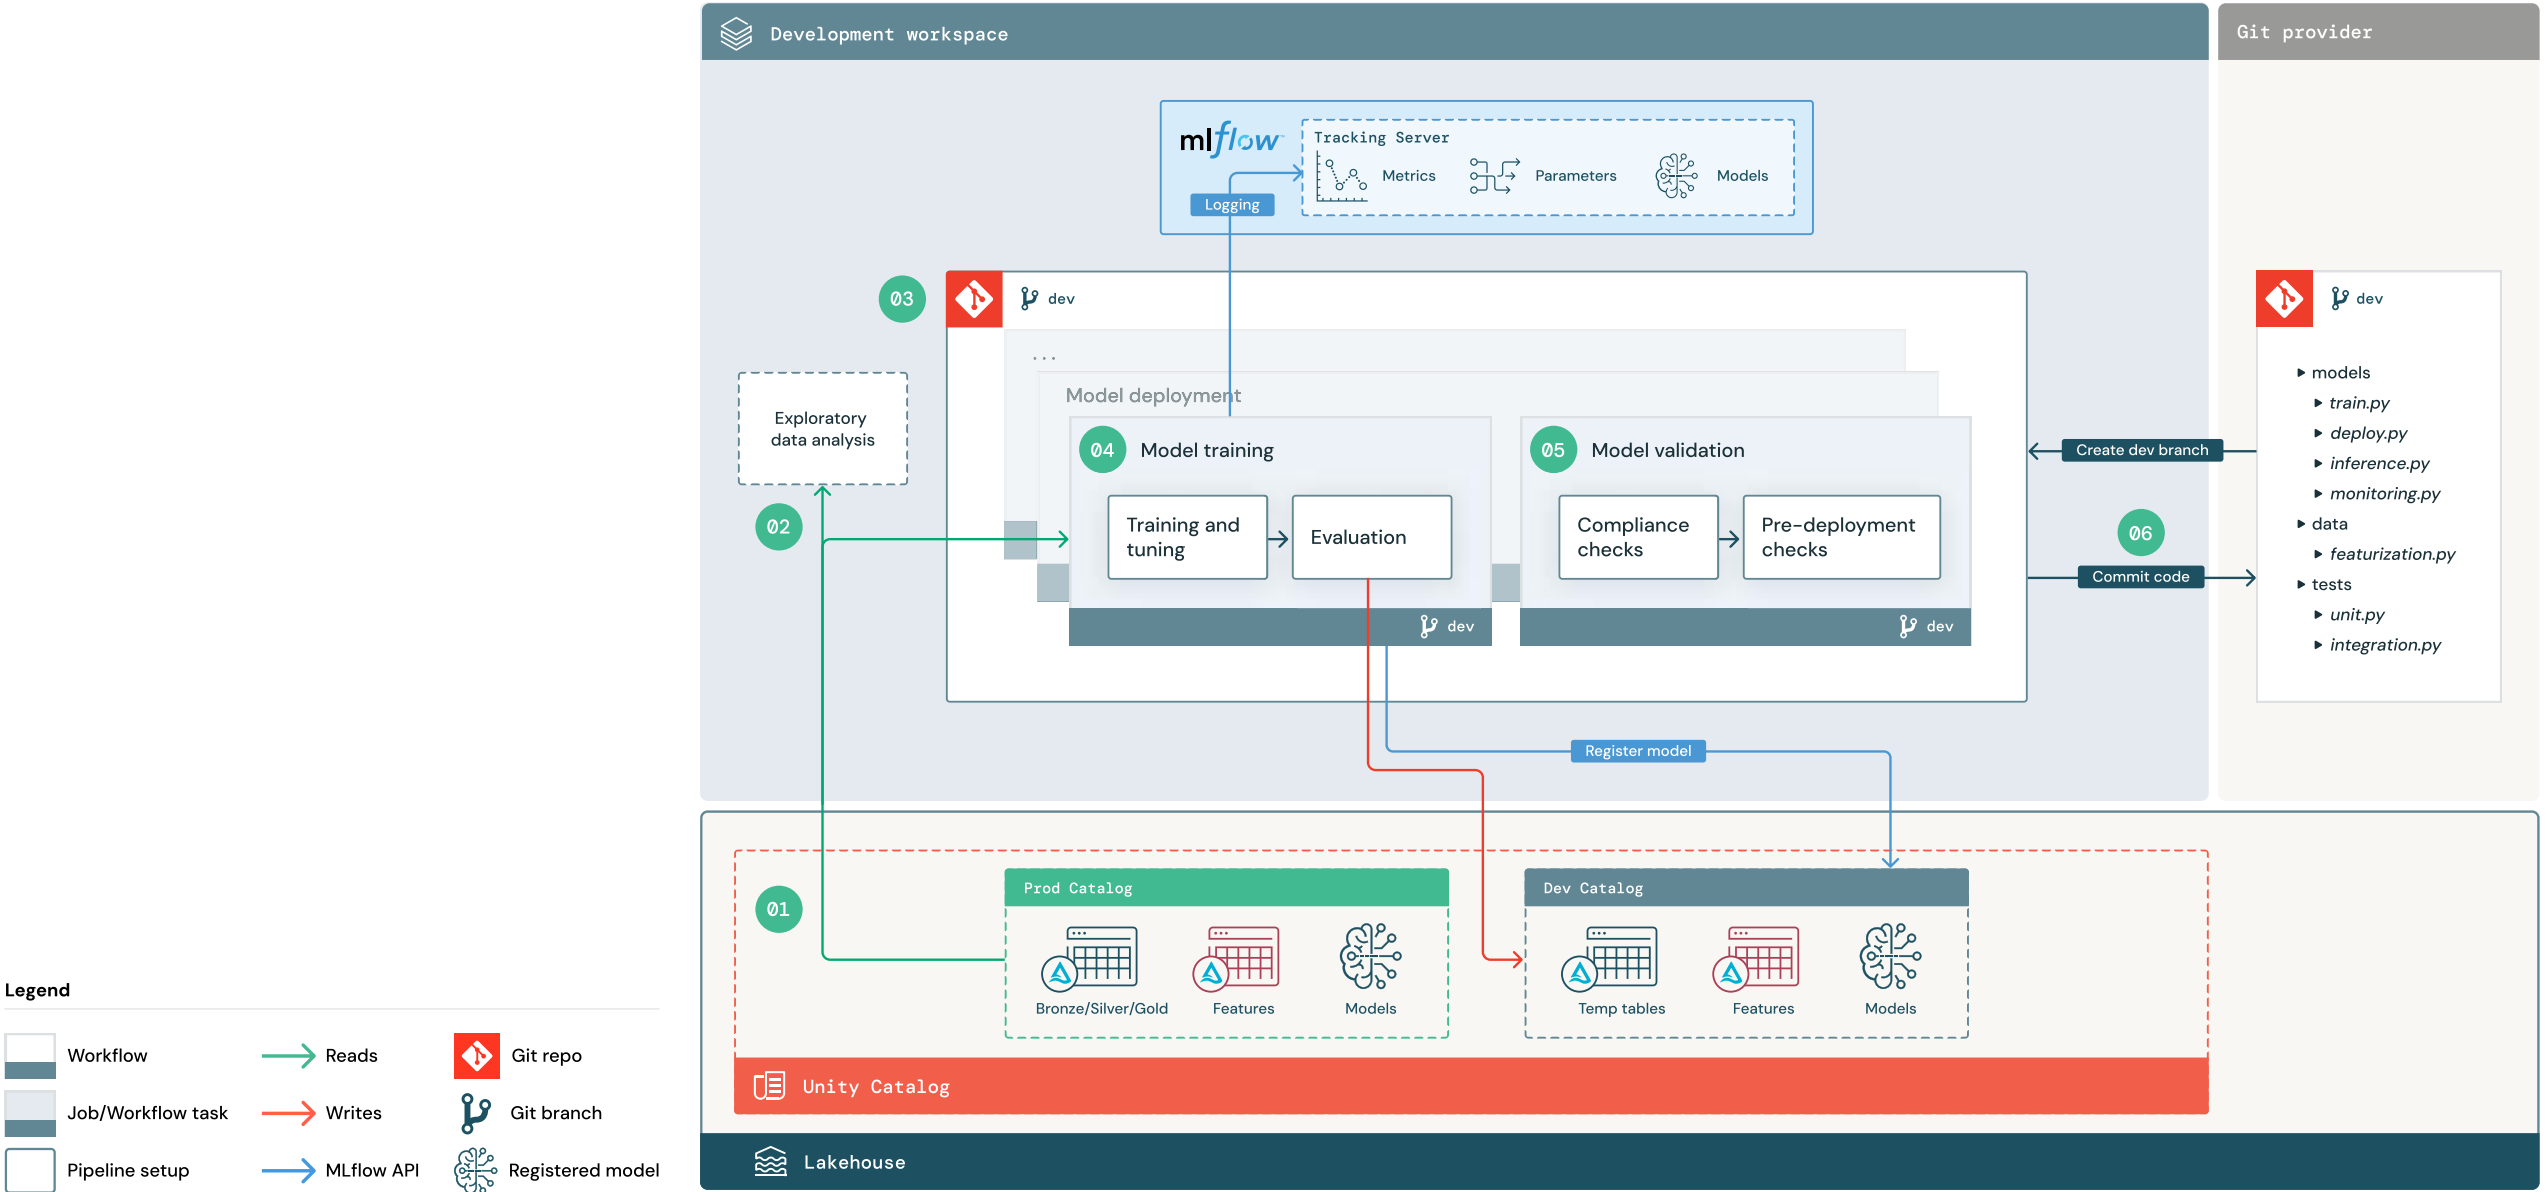 Development workspace
Git provider
mlflow
Tracking Server
Metrics
Parameters
Models
Logging
03
dev
dev
...
Model deployment
Exploratory
data analysis
02
04
Model training
Training and
tuning
Evaluation
dev
05
Model validation
Compliance
checks
Pre-deployment
checks
dev
Create dev branch
06
Commit code
models
train.py
deploy.py
inference.py
monitoring.py
data
featurization.py
tests
unit.py
integration.py
Register model
01
Prod Catalog
Bronze/Silver/Gold
Features
Models
Dev Catalog
Temp tables
Features
Models
Unity Catalog
Lakehouse
Legend
Workflow
Reads
Git repo
Job/Workflow task
Writes
Git branch
Pipeline setup
MLflow API
Registered model